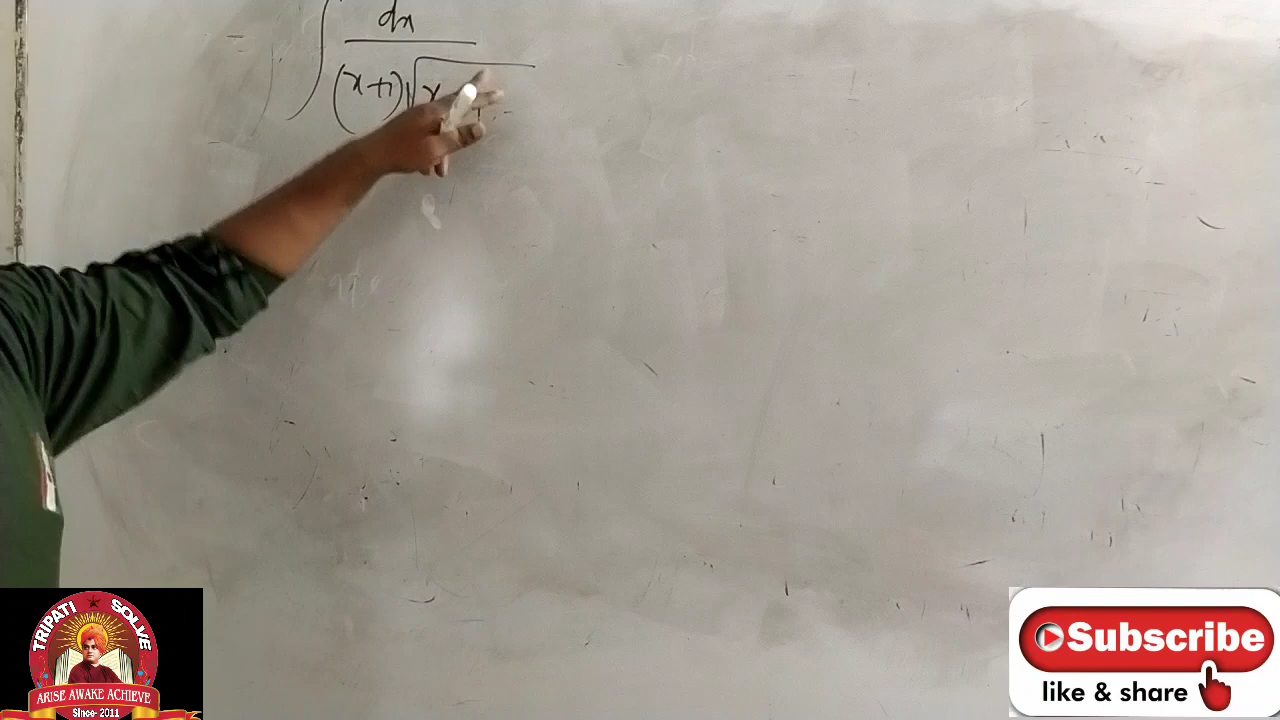 = ∫ dx
(x+1)√x
TRIPATI SOLVE
ARISE AWAKE ACHIEVE
Since- 2011
Subscribe
like & share